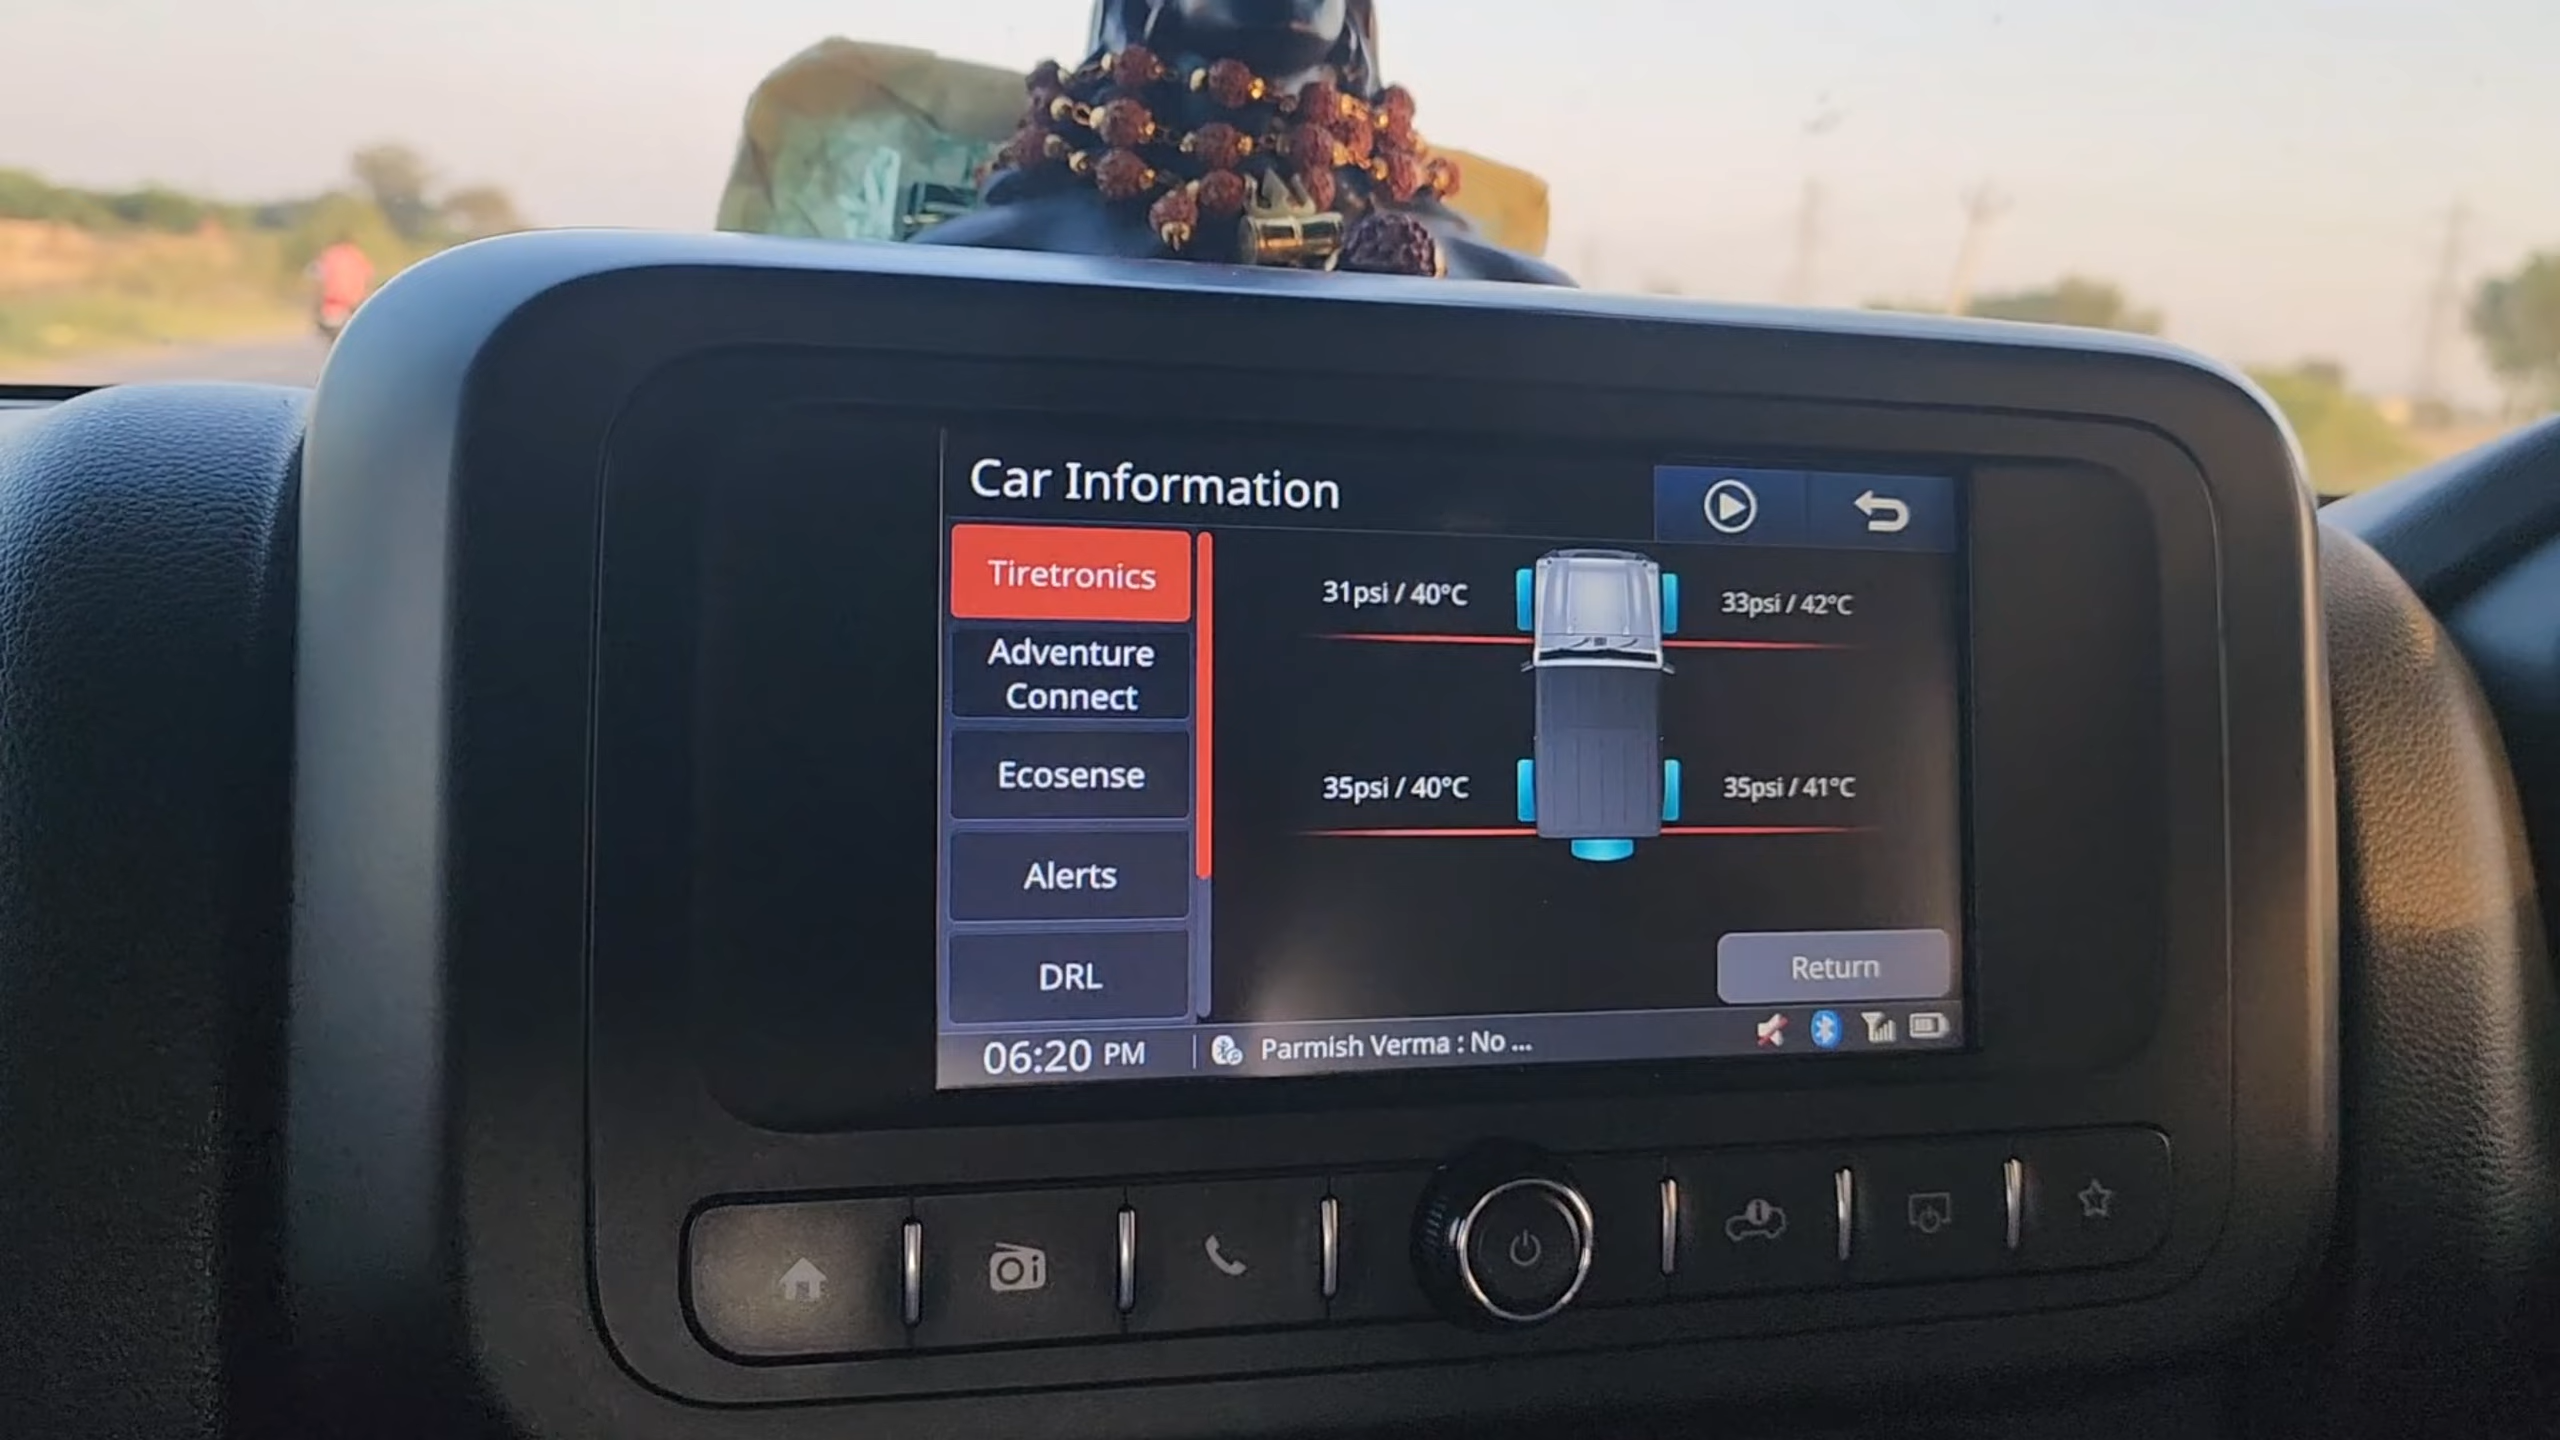 Car Information
Tiretronics
Adventure
Connect
Ecosense
Alerts
DRL
31psi / 40°C
33psi / 42°C
35psi / 40°C
35psi / 41°C
Return
06:20 PM
Parmish Verma : No ...